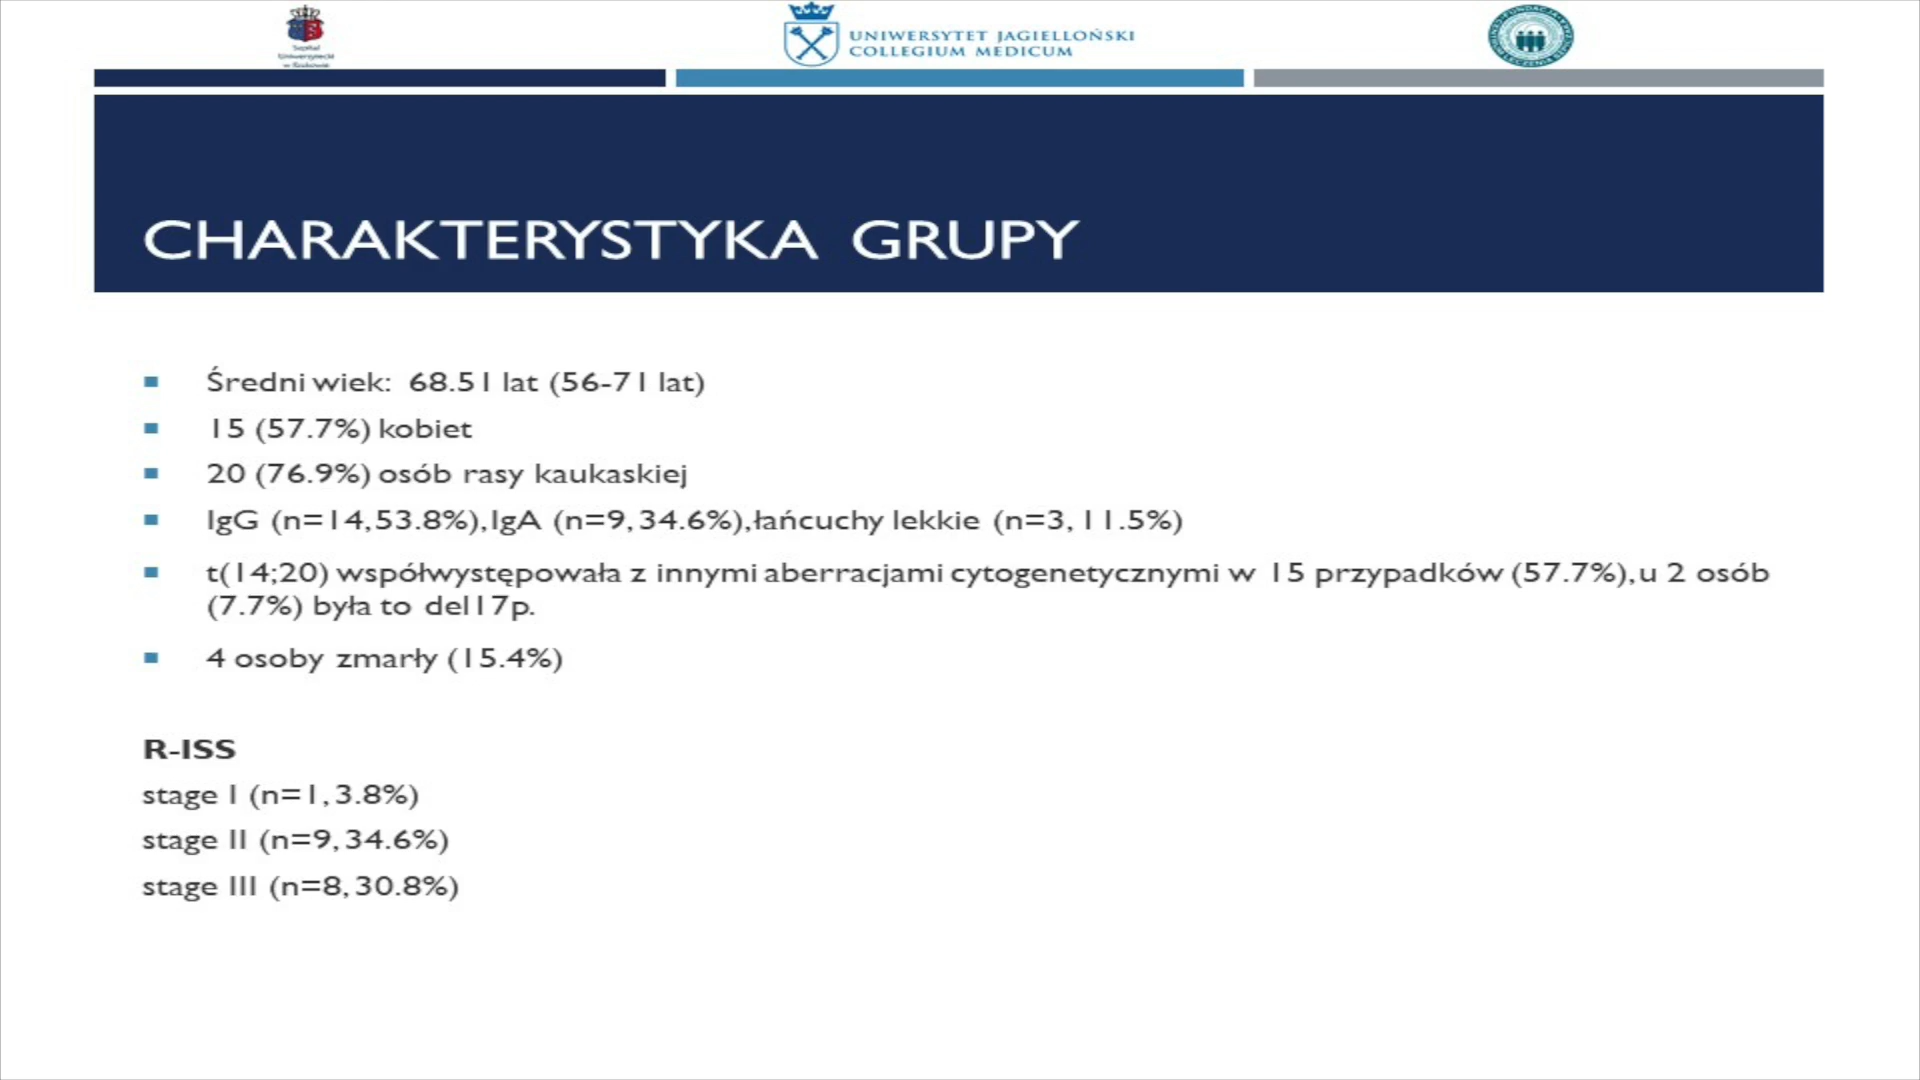 Szpital
Uniwersytecki
w Krakowie
UNIWERSYTET JAGIELLOŃSKI
COLLEGIUM MEDICUM
CHARAKTERYSTYKA GRUPY
Średni wiek: 68.51 lat (56-71 lat)
15 (57.7%) kobiet
20 (76.9%) osób rasy kaukaskiej
IgG (n=14,53.8%),IgA (n=9,34.6%),łańcuchy lekkie (n=3, 11.5%)
t(14;20) współwystępowała z innymi aberracjami cytogenetycznymi w 15 przypadków (57.7%),u 2 osób
(7.7%) była to del17p.
4 osoby zmarły (15.4%)
R-ISS
stage I (n=1,3.8%)
stage II (n=9,34.6%)
stage III (n=8,30.8%)